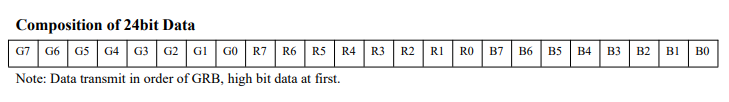 Composition of 24bit Data
G7 G6 G5 G4 G3 G2 G1 G0 R7 R6 R5 R4 R3 R2 R1 R0 B7 B6 B5 B4 B3 B2 B1 B0
Note: Data transmit in order of GRB, high bit data at first.